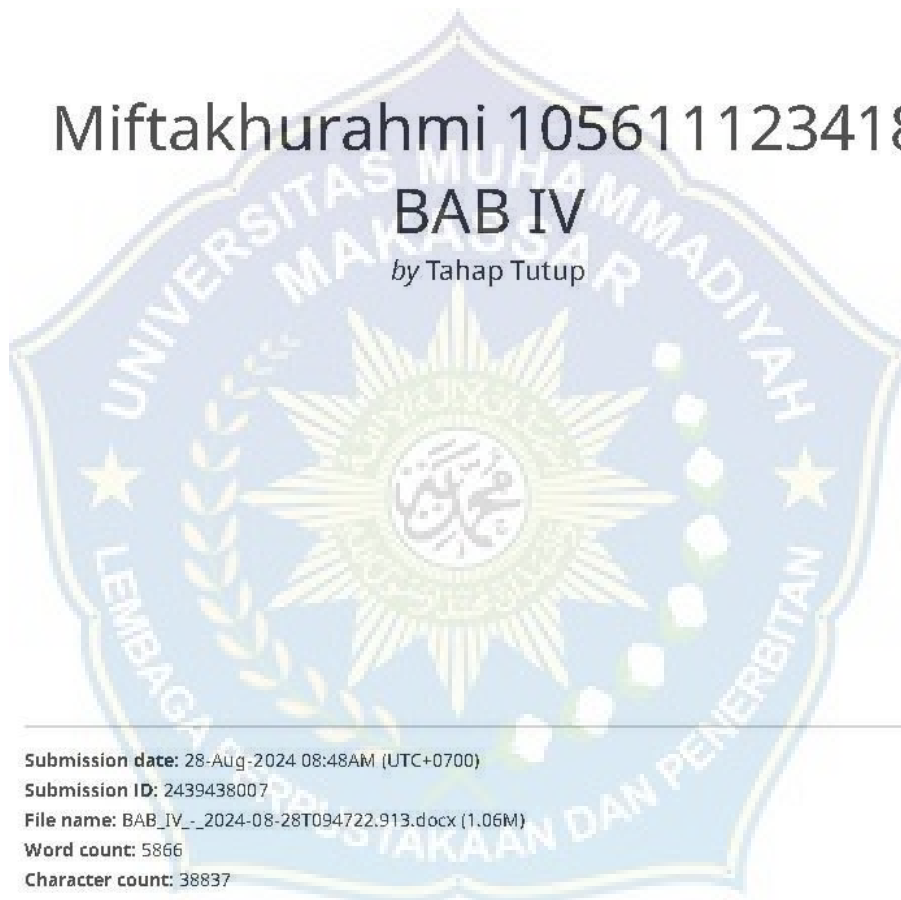 Miftakhurahmi 105611123418
BAB IV
by Tahap Tutup
UNIVERSITAS MUHAMMADIYAH
MAKASSAR
LEMBAGA PERPUSTAKAAN DAN PENERBITAN
Submission date: 28-Aug-2024 08:48AM (UTC+0700)
Submission ID: 2439438007
File name: BAB_IV_-_2024-08-28T094722.913.docx (1.06M)
Word count: 5866
Character count: 38837